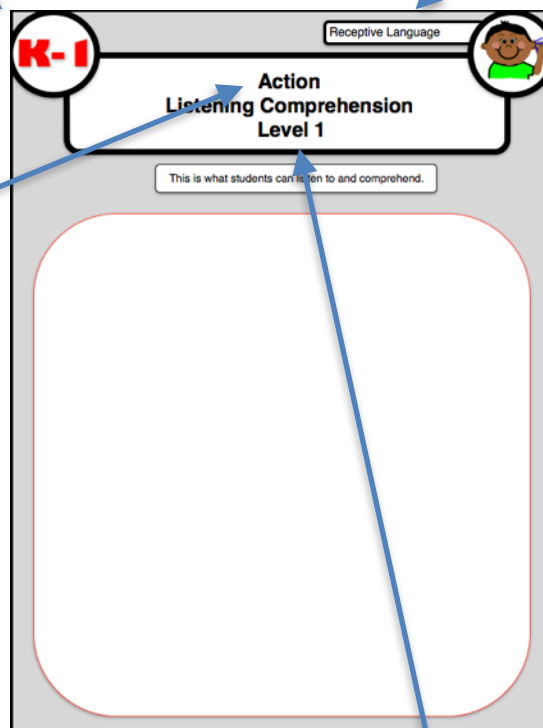 Receptive Language
K-1
Action
Listening Comprehension
Level 1
This is what students can listen to and comprehend.